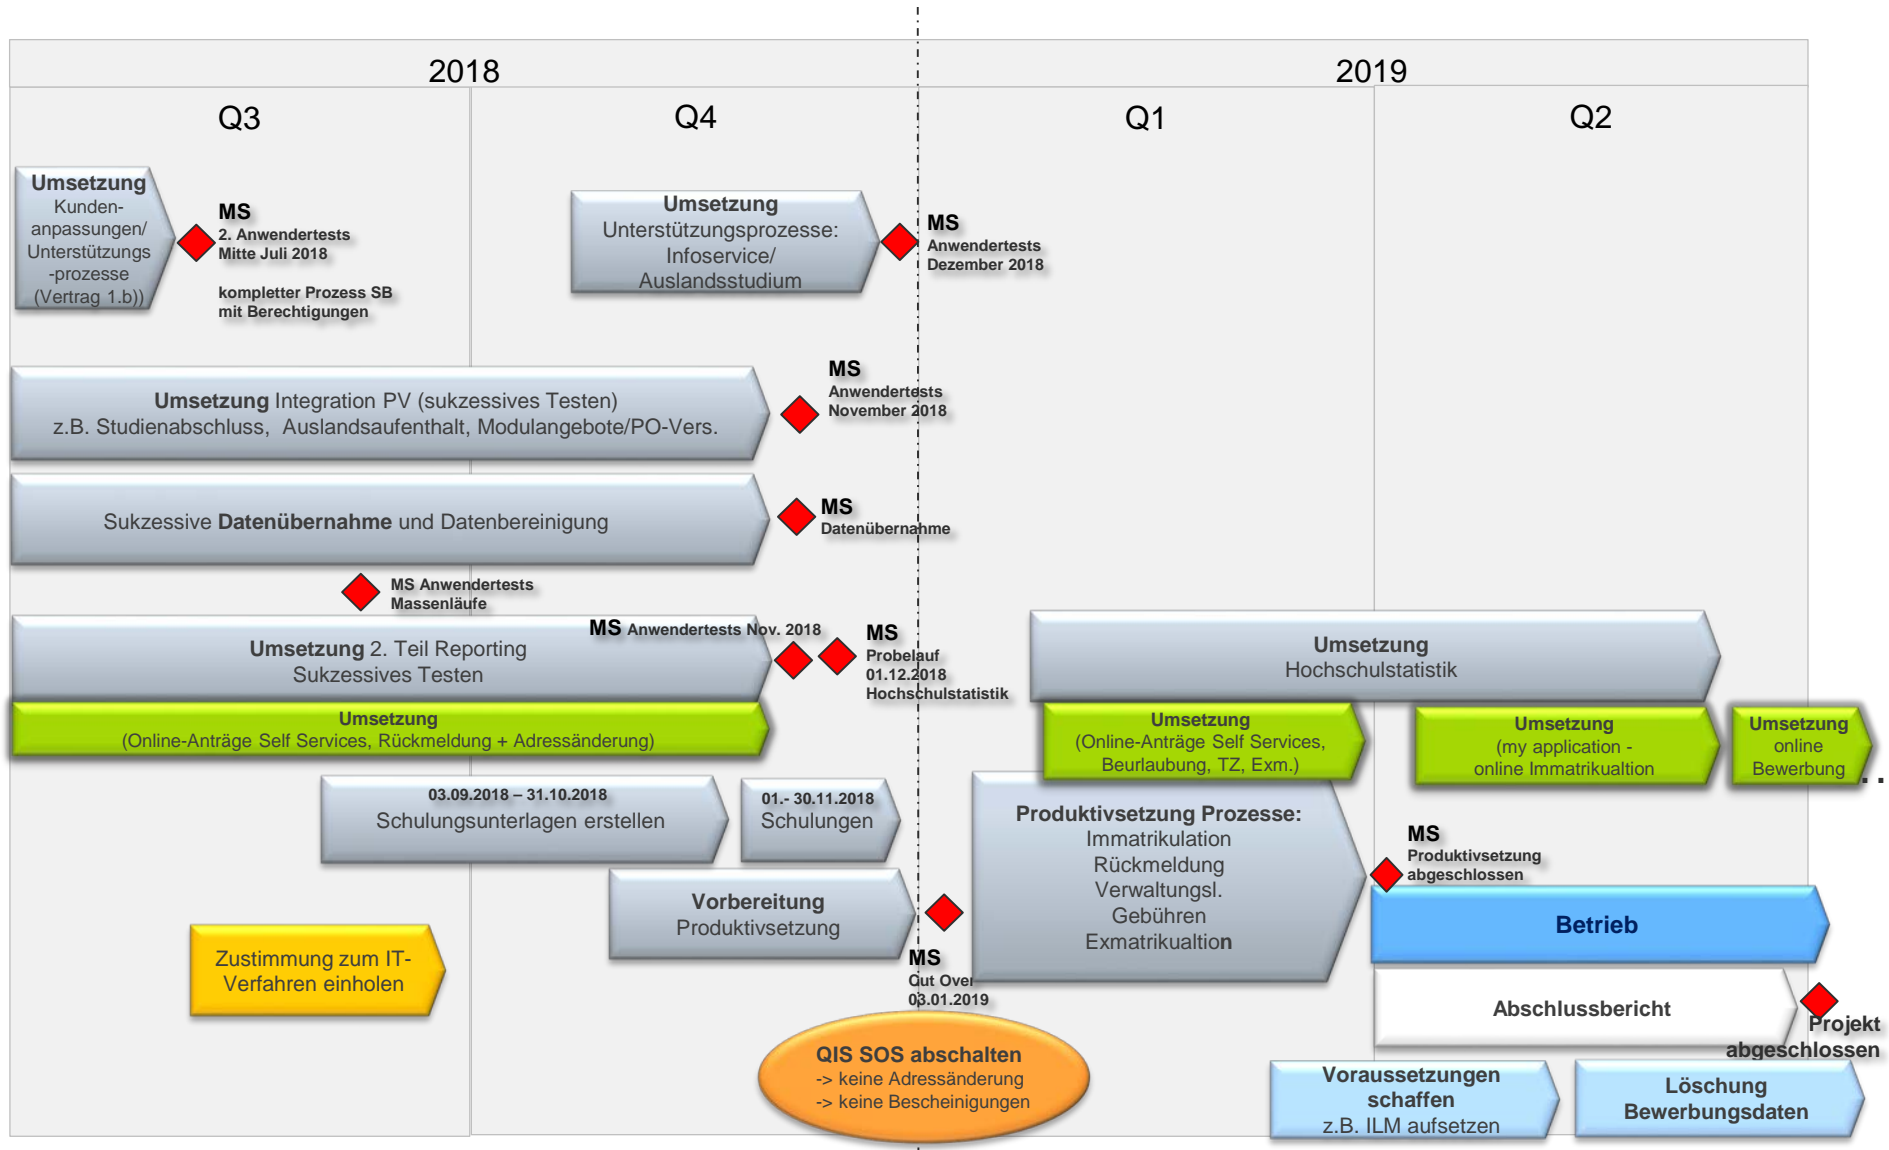 2018
2019
Q3
Q4
Q1
Q2
Umsetzung
Kunden-
anpassungen/
Unterstützungs
-prozesse
(Vertrag 1.b))
MS
2. Anwendertests
Mitte Juli 2018
kompletter Prozess SB
mit Berechtigungen
Umsetzung
Unterstützungsprozesse:
Infoservice/
Auslandsstudium
MS
Anwendertests
Dezember 2018
Umsetzung Integration PV (sukzessives Testen)
z.B. Studienabschluss, Auslandsaufenthalt, Modulangebote/PO-Vers.
MS
Anwendertests
November 2018
Sukzessive Datenübernahme und Datenbereinigung
MS
Datenübernahme
MS Anwendertests
Massenläufe
Umsetzung 2. Teil Reporting
Sukzessives Testen
MS Anwendertests Nov. 2018
MS
Probelauf
01.12.2018
Hochschulstatistik
Umsetzung
Hochschulstatistik
Umsetzung
(Online-Anträge Self Services, Rückmeldung + Adressänderung)
Umsetzung
(Online-Anträge Self Services,
Beurlaubung, TZ, Exm.)
Umsetzung
(my application -
online Immatrikualtion
Umsetzung
online
Bewerbung
. .
03.09.2018 – 31.10.2018
Schulungsunterlagen erstellen
01.- 30.11.2018
Schulungen
Produktivsetzung Prozesse:
Immatrikulation
Rückmeldung
Verwaltungsl.
Gebühren
Exmatrikualtion
MS
Produktivsetzung
abgeschlossen
Vorbereitung
Produktivsetzung
MS
Cut Over
03.01.2019
Betrieb
Zustimmung zum IT-
Verfahren einholen
Abschlussbericht
Projekt
abgeschlossen
QIS SOS abschalten
-> keine Adressänderung
-> keine Bescheinigungen
Voraussetzungen
schaffen
z.B. ILM aufsetzen
Löschung
Bewerbungsdaten